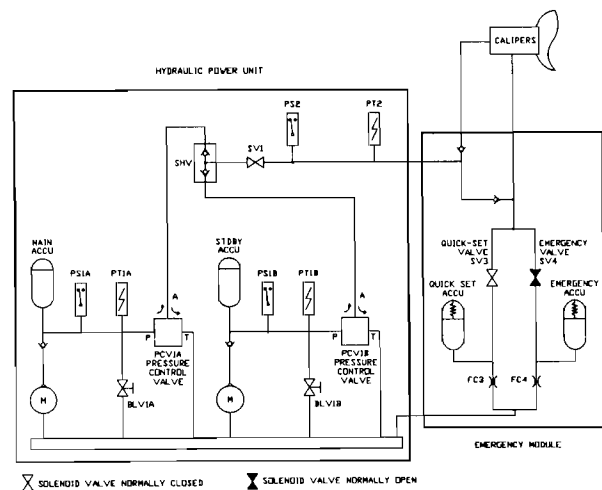 CALIPERS
HYDRAULIC POWER UNIT
PS2
PT2
SV1
SHV
MAIN
ACCU
PS1A
PT1A
A
P
T
PCV1A
PRESSURE
CONTROL
VALVE
M
BLV1A
STDBY
ACCU
PS1B
PT1B
A
P
T
PCV1B
PRESSURE
CONTROL
VALVE
M
BLV1B
QUICK-SET
VALVE
SV3
EMERGENCY
VALVE
SV4
QUICK SET
ACCU
EMERGENCY
ACCU
FC3
FC4
EMERGENCY MODULE
SOLENOID VALVE NORMALLY CLOSED
SOLENOID VALVE NORMALLY OPEN